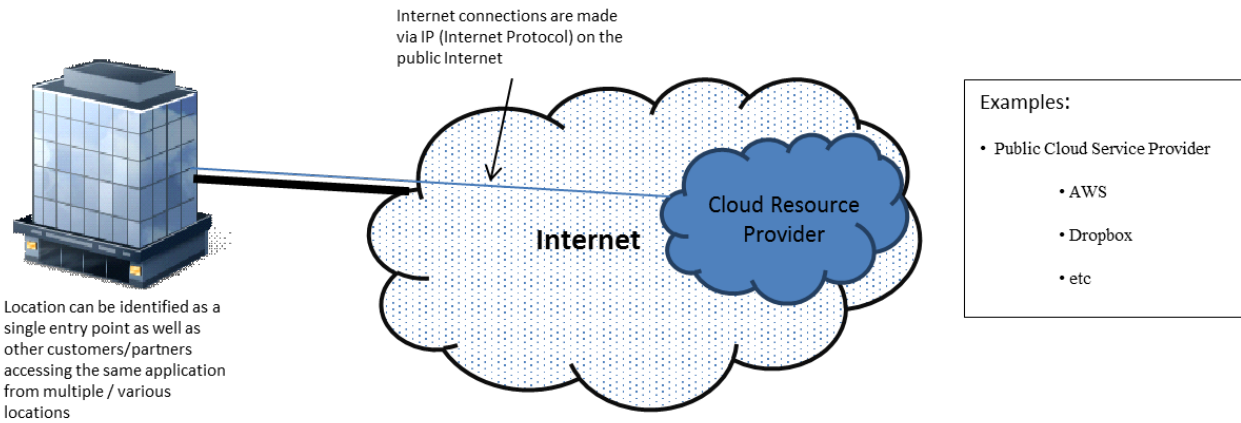 Internet connections are made
via IP (Internet Protocol) on the
public Internet
Internet
Cloud Resource
Provider
Examples:
• Public Cloud Service Provider
• AWS
• Dropbox
• etc
Location can be identified as a
single entry point as well as
other customers/partners
accessing the same application
from multiple / various
locations